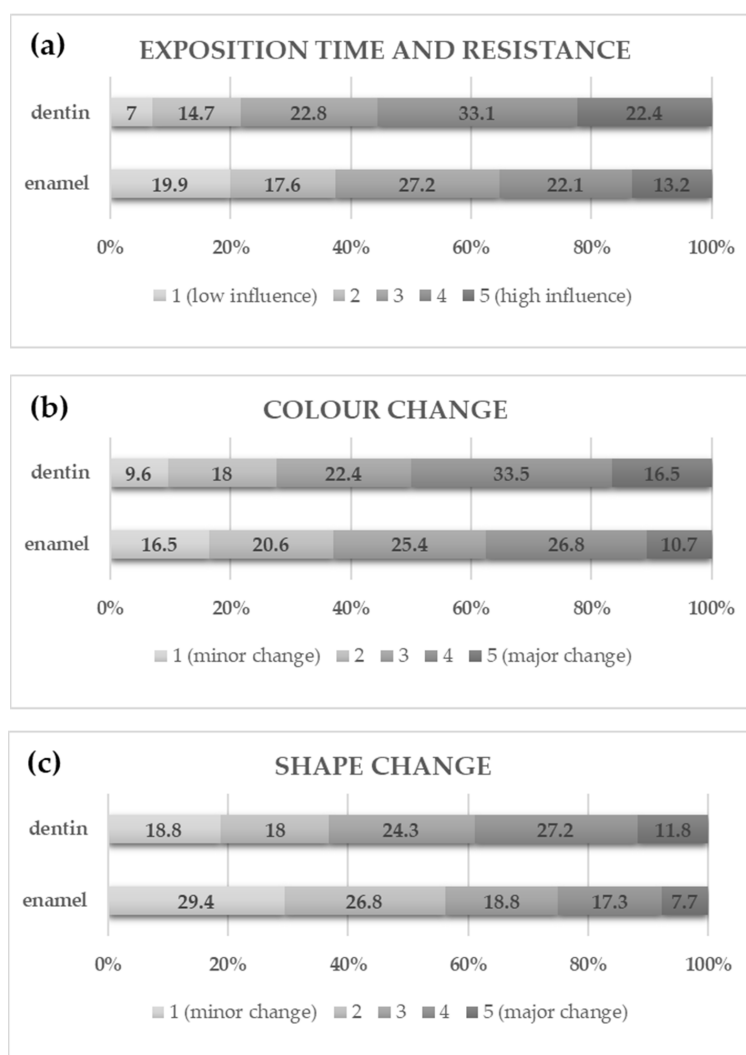 (a) EXPOSITION TIME AND RESISTANCE
dentin 7 14.7 22.8 33.1 22.4
enamel 19.9 17.6 27.2 22.1 13.2
0% 20% 40% 60% 80% 100%
1 (low influence) 2 3 4 5 (high influence)
(b) COLOUR CHANGE
dentin 9.6 18 22.4 33.5 16.5
enamel 16.5 20.6 25.4 26.8 10.7
0% 20% 40% 60% 80% 100%
1 (minor change) 2 3 4 5 (major change)
(c) SHAPE CHANGE
dentin 18.8 18 24.3 27.2 11.8
enamel 29.4 26.8 18.8 17.3 7.7
0% 20% 40% 60% 80% 100%
1 (minor change) 2 3 4 5 (major change)